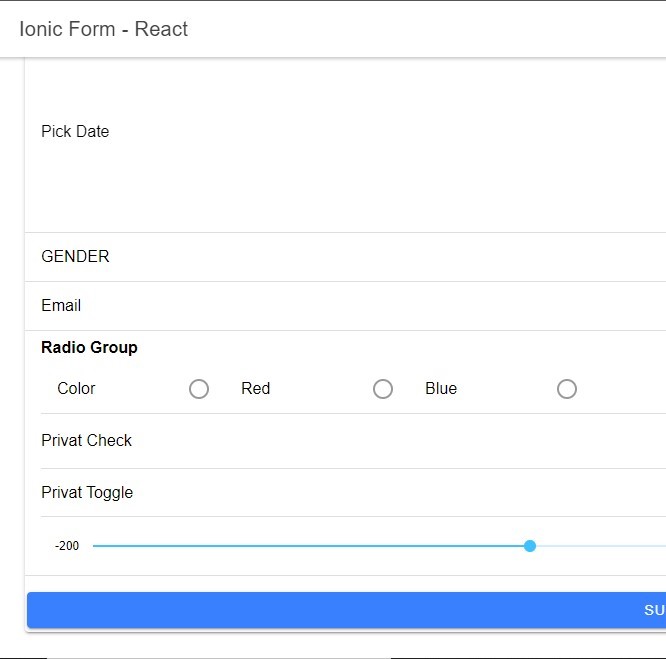 Ionic Form - React
Pick Date
GENDER
Email
Radio Group
Color Red Blue
Privat Check
Privat Toggle
-200
SU